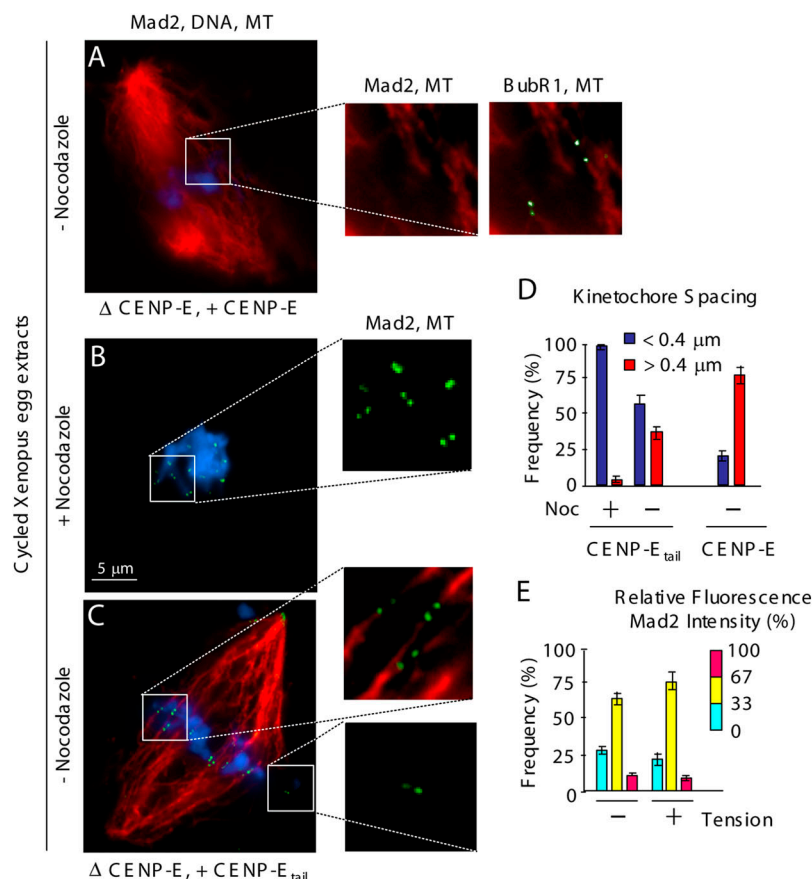 Mad2, DNA, MT
Cycled Xenopus egg extracts
- Nocodazole
A
Mad2, MT
BubR1, MT
Δ CENP-E, + CENP-E
+ Nocodazole
B
Mad2, MT
5 μm
- Nocodazole
C
Δ CENP-E, + CENP-Etail
D
Kinetochore Spacing
< 0.4 μm
> 0.4 μm
Frequency (%)
100
75
50
25
0
Noc + − −
CENP-Etail CENP-E
E
Relative Fluorescence
Mad2 Intensity (%)
100
67
33
0
Frequency (%)
100
75
50
25
0
− + Tension